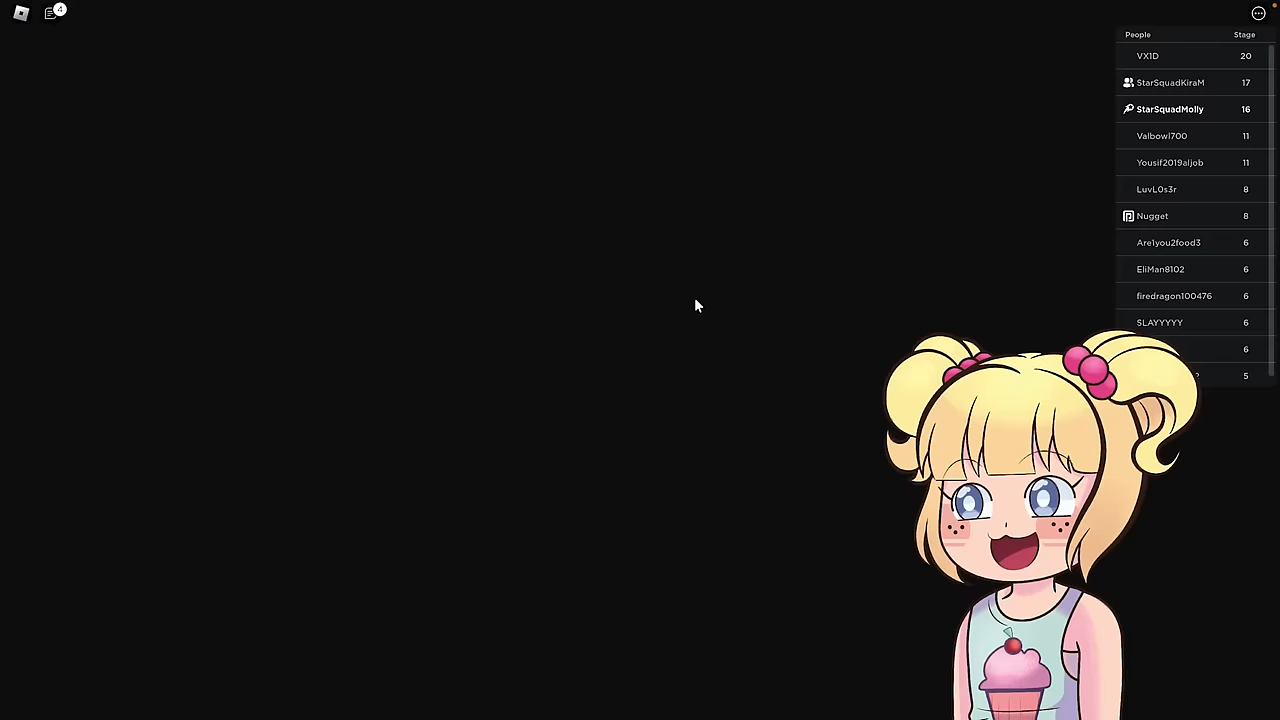 4
People Stage
VX1D 20
StarSquadKiraM 17
StarSquadMolly 16
Valbowl700 11
Yousif2019aljob 11
LuvL0s3r 8
Nugget 8
Are1you2food3 6
EliMan8102 6
firedragon100476 6
SLAYYYYY 6
6
5